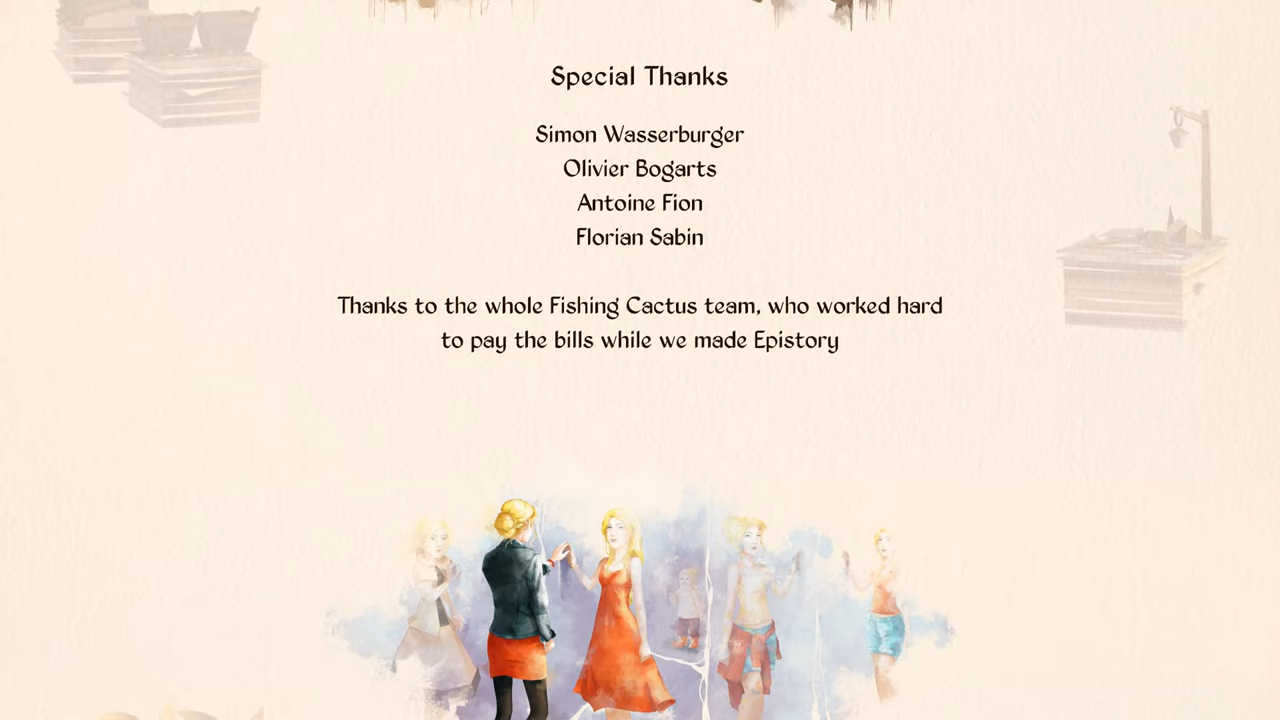 Special Thanks
Simon Wasserburger
Olivier Bogarts
Antoine Fion
Florian Sabin
Thanks to the whole Fishing Cactus team, who worked hard
to pay the bills while we made Epistory